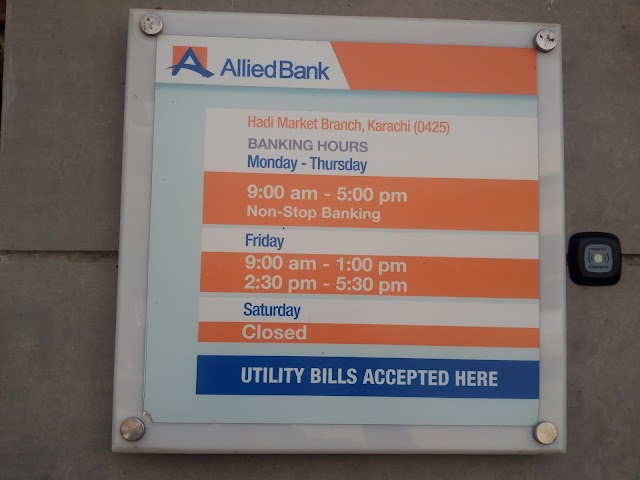 AlliedBank
Hadi Market Branch, Karachi (0425)
BANKING HOURS
Monday - Thursday
9:00 am - 5:00 pm
Non-Stop Banking
Friday
9:00 am - 1:00 pm
2:30 pm - 5:30 pm
Saturday
Closed
UTILITY BILLS ACCEPTED HERE